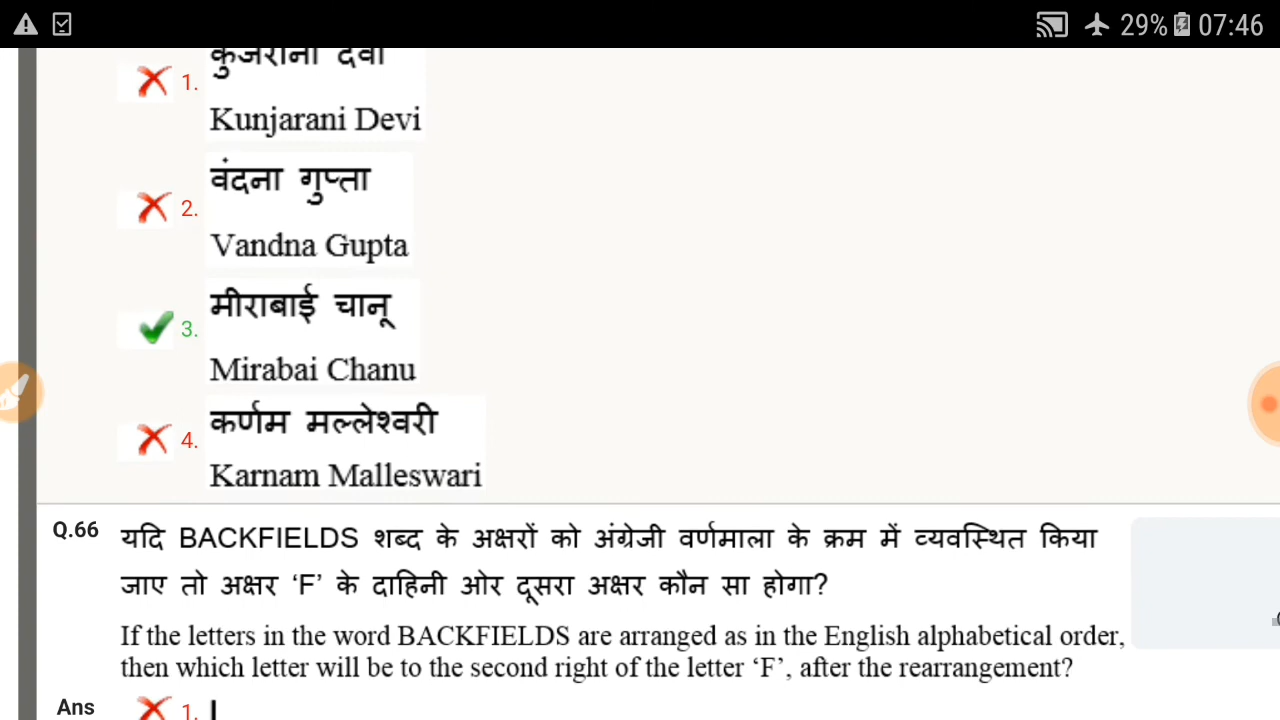 29% 07:46
कुंजरानी देवी
1.
Kunjarani Devi
वंदना गुप्ता
2.
Vandna Gupta
मीराबाई चानू
3.
Mirabai Chanu
कर्णम मल्लेश्वरी
4.
Karnam Malleswari
Q.66 यदि BACKFIELDS शब्द के अक्षरों को अंग्रेजी वर्णमाला के क्रम में व्यवस्थित किया
जाए तो अक्षर ‘F’ के दाहिनी ओर दूसरा अक्षर कौन सा होगा?
If the letters in the word BACKFIELDS are arranged as in the English alphabetical order,
then which letter will be to the second right of the letter ‘F’, after the rearrangement?
Ans 1.